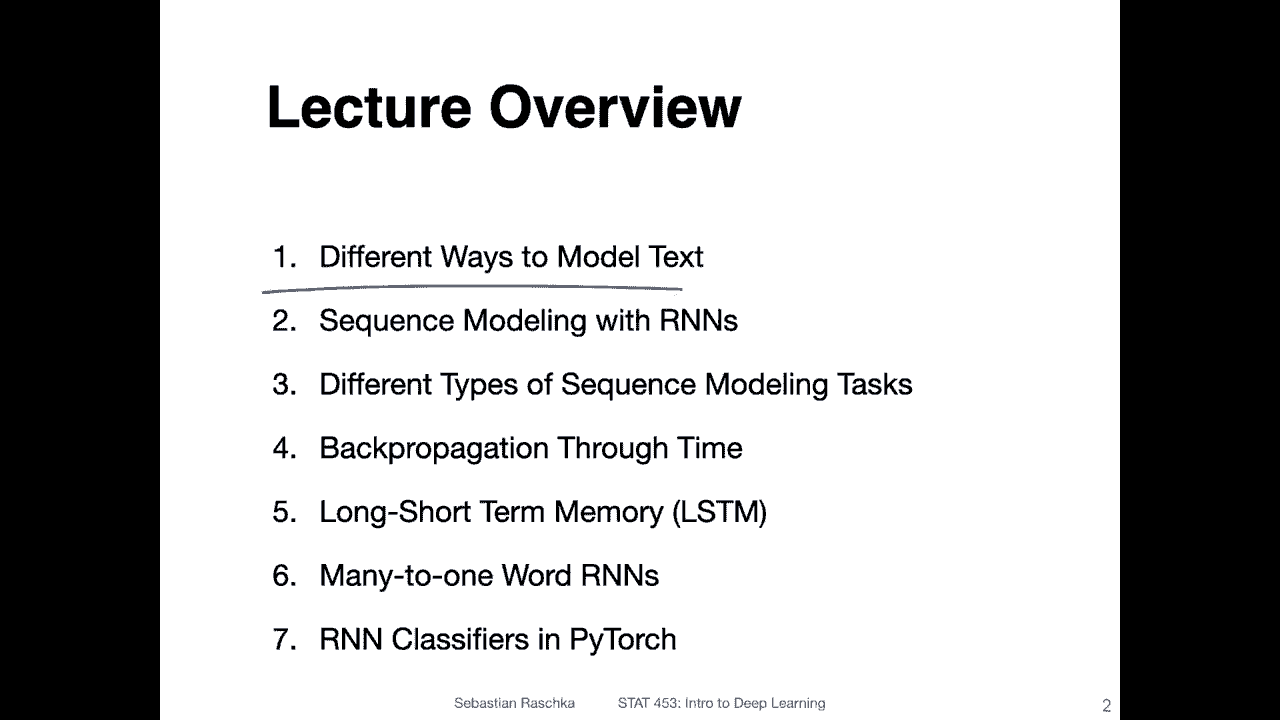 Lecture Overview
1. Different Ways to Model Text
2. Sequence Modeling with RNNs
3. Different Types of Sequence Modeling Tasks
4. Backpropagation Through Time
5. Long-Short Term Memory (LSTM)
6. Many-to-one Word RNNs
7. RNN Classifiers in PyTorch
Sebastian Raschka STAT 453: Intro to Deep Learning 2